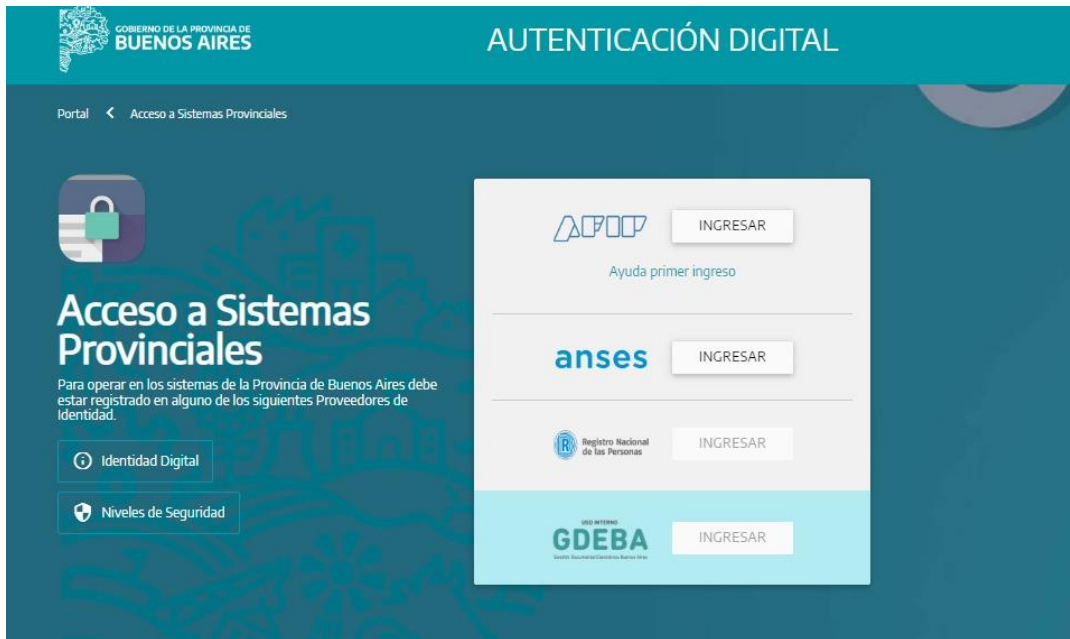 GOBIERNO DE LA PROVINCIA DE
BUENOS AIRES
AUTENTICACIÓN DIGITAL
Portal
Acceso a Sistemas Provinciales
Acceso a Sistemas
Provinciales
Para operar en los sistemas de la Provincia de Buenos Aires debe
estar registrado en alguno de los siguientes Proveedores de
Identidad.
Identidad Digital
Niveles de Seguridad
AFIP
INGRESAR
Ayuda primer ingreso
anses
INGRESAR
R
Registro Nacional
de las Personas
INGRESAR
USO INTERNO
GDEBA
INGRESAR